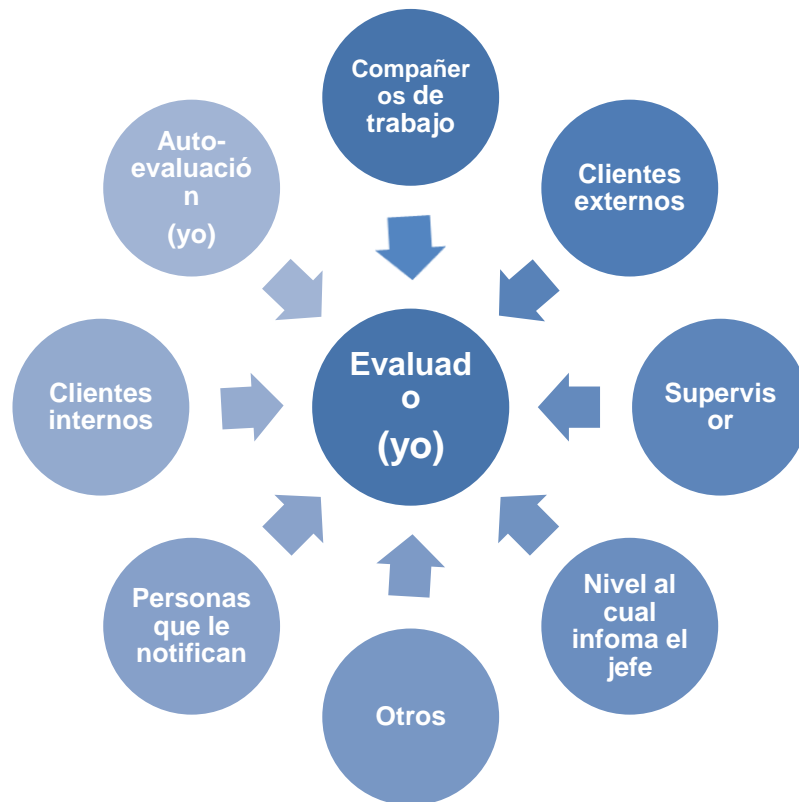 Compañer
os de
trabajo
Clientes
externos
Supervis
or
Nivel al
cual
infoma el
jefe
Otros
Personas
que le
notifican
Clientes
internos
Auto-
evaluació
n
(yo)
Evaluad
o
(yo)